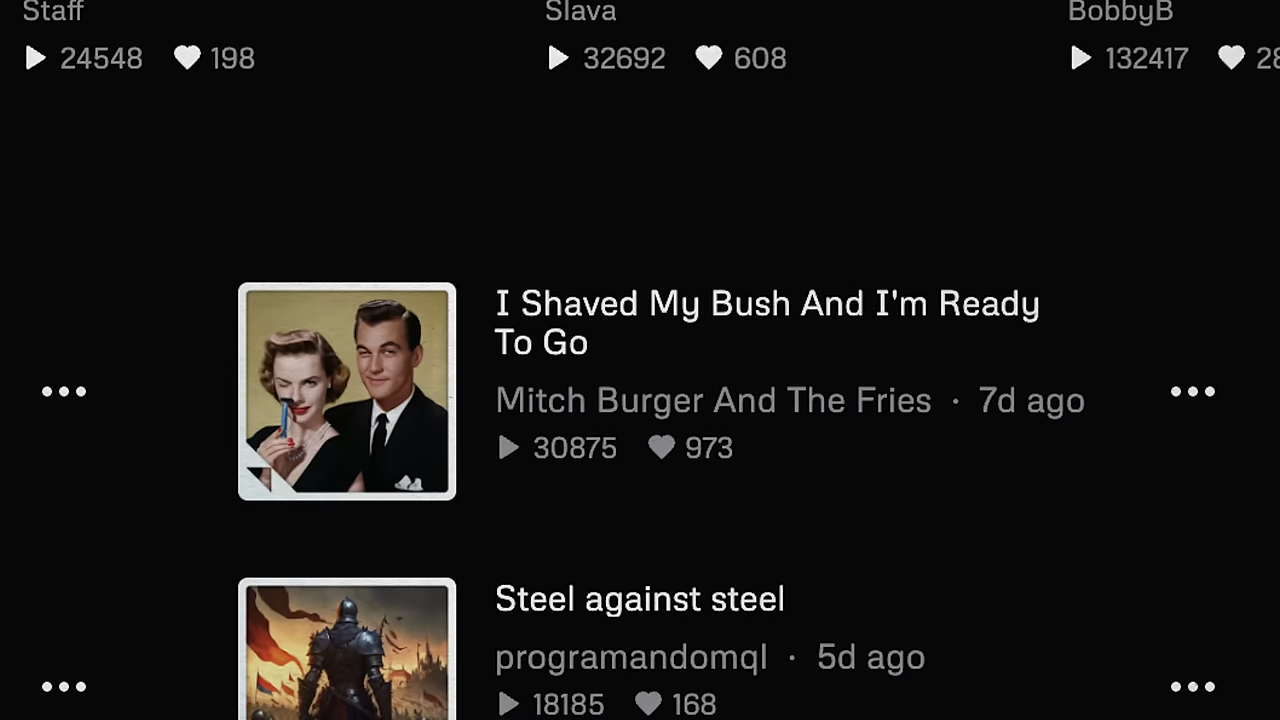 Staff
Slava
BobbyB
24548 198
32692 608
132417
I Shaved My Bush And I'm Ready
To Go
Mitch Burger And The Fries · 7d ago
30875 973
Steel against steel
programandomql · 5d ago
18185 168